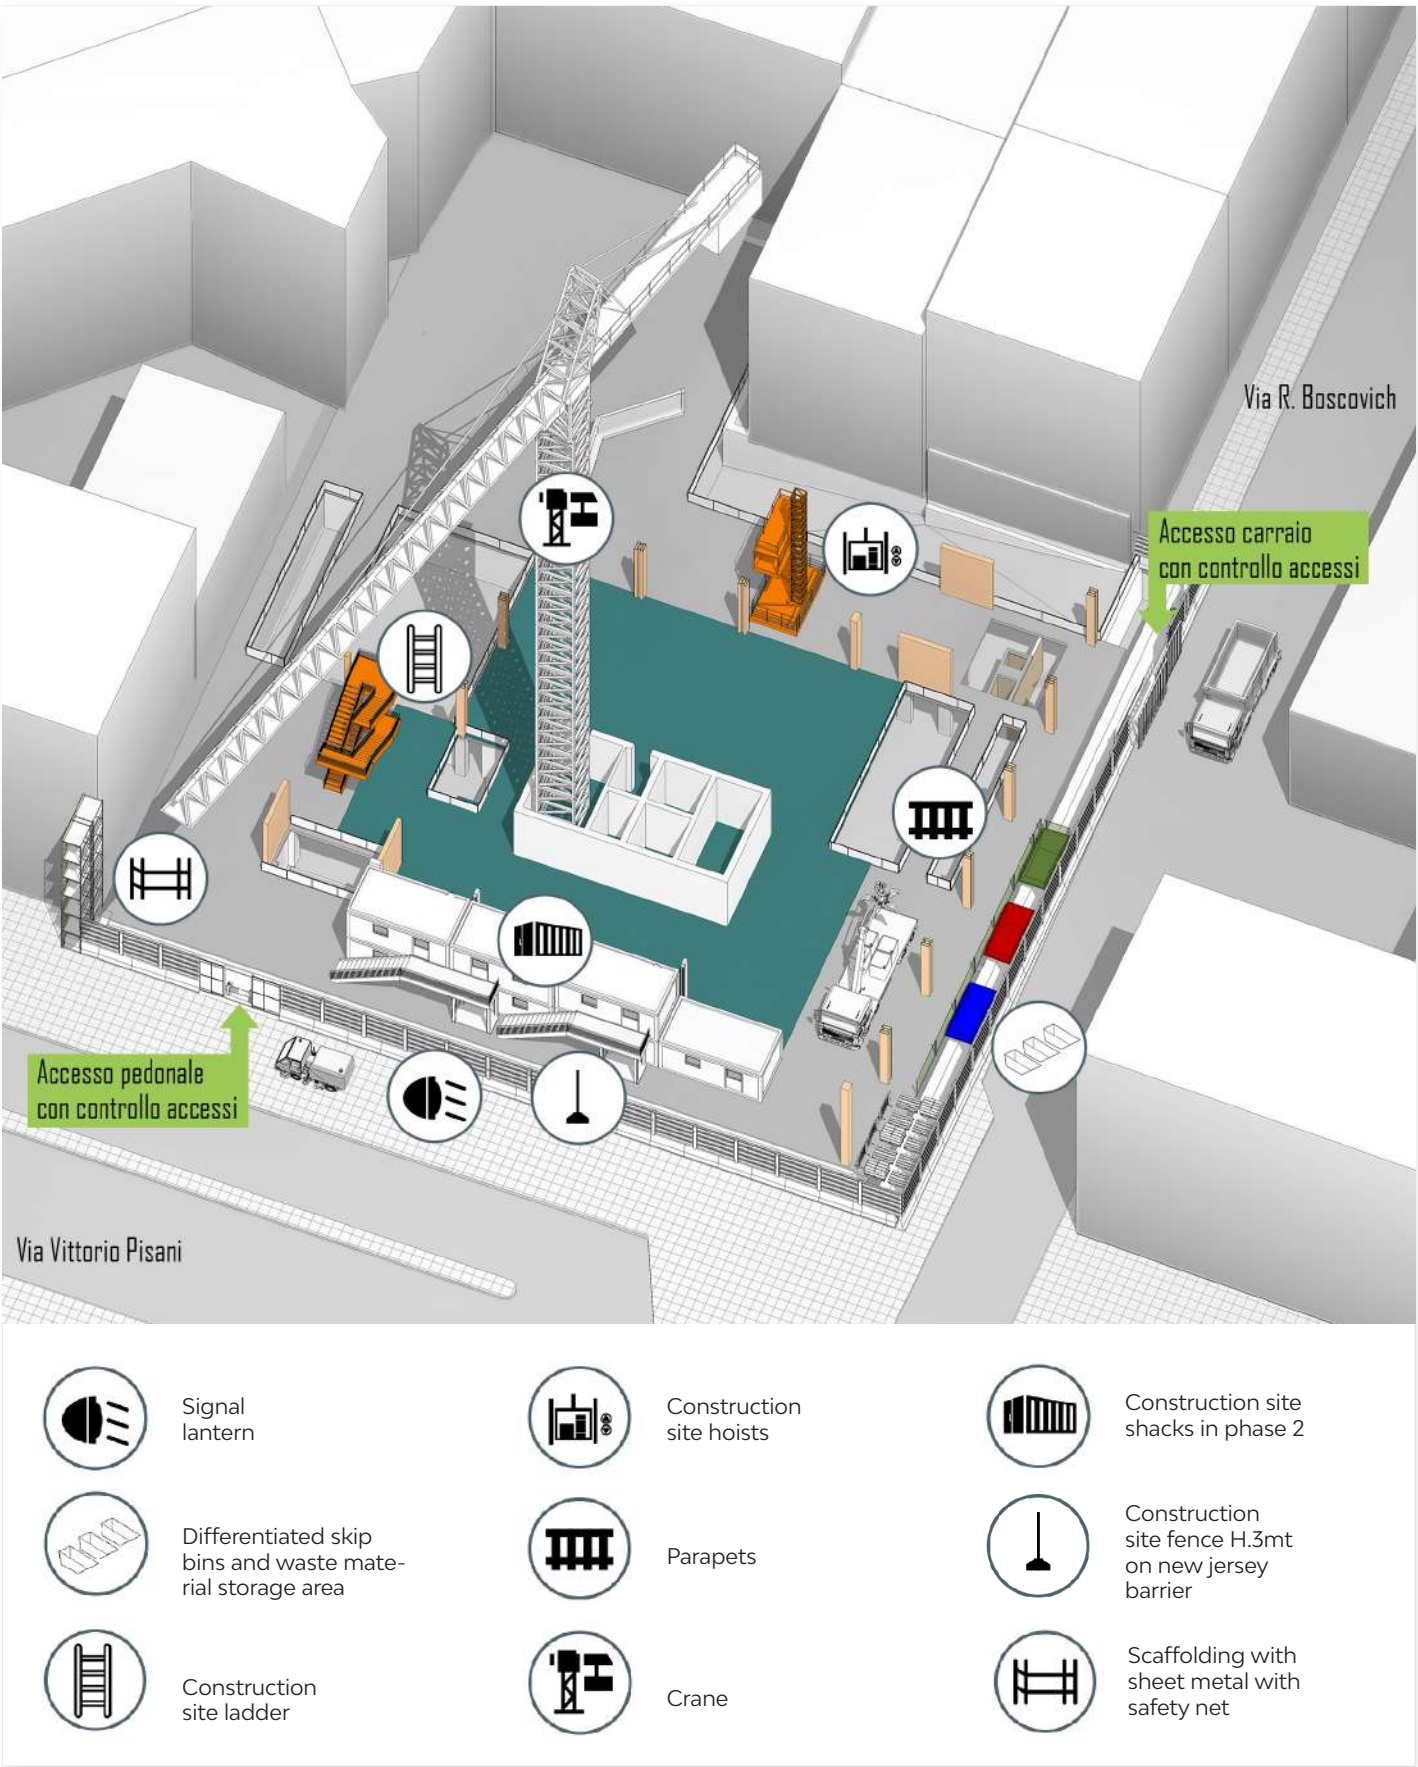 Via R. Boscovich
Accesso carraio
con controllo accessi
Accesso pedonale
con controllo accessi
Via Vittorio Pisani
Signal
lantern
Construction
site hoists
Construction site
shacks in phase 2
Differentiated skip
bins and waste mate-
rial storage area
Parapets
Construction
site fence H.3mt
on new jersey
barrier
Construction
site ladder
Crane
Scaffolding with
sheet metal with
safety net